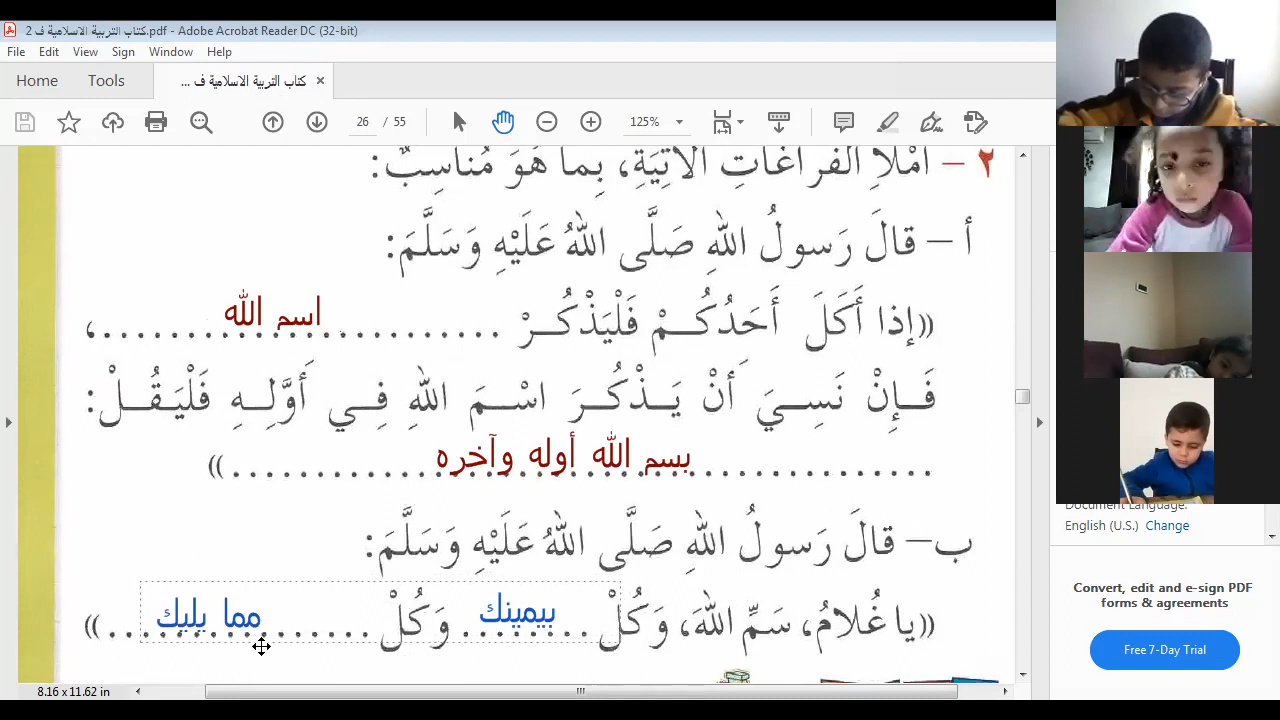 كتاب التربية الاسلامية ف 2.pdf - Adobe Acrobat Reader DC (32-bit)
File Edit View Sign Window Help
Home Tools كتاب التربية الاسلامية ف ... ×
26 / 55 125%
٢ – أَمْلَأِ الفَراغاتِ الآتِيَةِ، بِما هُوَ مُناسِبٌ:
أ – قالَ رَسولُ اللهِ صَلَّى اللهُ عَلَيْهِ وَسَلَّمَ:
((إذا أَكَلَ أَحَدُكُمْ فَلْيَذْكُرْ اسم الله،
فَإِنْ نَسِيَ أَنْ يَذْكُرَ اسْمَ اللهِ فِي أَوَّلِهِ فَلْيَقُلْ:
بسم الله أوله وآخره))
ب– قالَ رَسولُ اللهِ صَلَّى اللهُ عَلَيْهِ وَسَلَّمَ:
((يا غُلامُ، سَمِّ اللهَ، وَكُلْ بيمينك وَكُلْ مما يليك))
8.16 x 11.62 in
Document Language:
English (U.S.) Change
Convert, edit and e-sign PDF
forms & agreements
Free 7-Day Trial